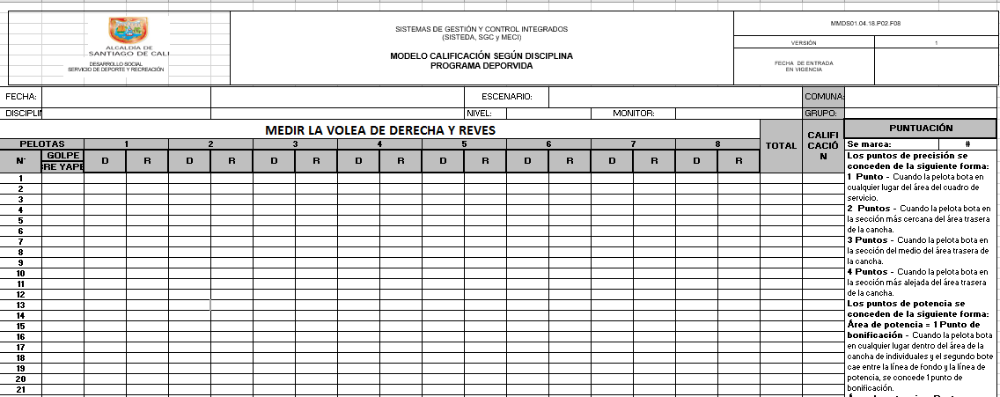 ALCALDÍA DE
SANTIAGO DE CALI
DESARROLLO SOCIAL
SERVICIO DE DEPORTE Y RECREACIÓN
SISTEMAS DE GESTIÓN Y CONTROL INTEGRADOS
(SISTEDA, SGC y MECI)
MODELO CALIFICACIÓN SEGÚN DISCIPLINA
PROGRAMA DEPORVIDA
MMDS01.04.18.P02.F08
VERSIÓN 1
FECHA DE ENTRADA
EN VIGENCIA
FECHA: ESCENARIO: COMUNA:
DISCIPLIN NIVEL: MONITOR: GRUPO:
MEDIR LA VOLEA DE DERECHA Y REVES
PELOTAS 1 2 3 4 5 6 7 8
N° GOLPE D R D R D R D R D R D R D R D R
BRE YAPE
TOTAL
CALIFI
CACIÓ
N
1
2
3
4
5
6
7
8
9
10
11
12
13
14
15
16
17
18
19
20
21
PUNTUACIÓN
Se marca: #
Los puntos de precisión se
conceden de la siguiente forma:
1 Punto - Cuando la pelota bota en
cualquier lugar del área del cuadro de
servicio.
2 Puntos - Cuando la pelota bota en
la sección más cercana del área trasera
de la cancha.
3 Puntos - Cuando la pelota bota en
la sección del medio del área trasera de
la cancha.
4 Puntos - Cuando la pelota bota en
la sección más alejada del área trasera
de la cancha.
Los puntos de potencia se
conceden de la siguiente forma:
Área de potencia = 1 Punto de
bonificación - Cuando la pelota bota
en cualquier lugar dentro del área de la
cancha de individuales y el segundo bote
cae entre la línea de fondo y la línea de
potencia, se concede 1 punto de
bonificación.